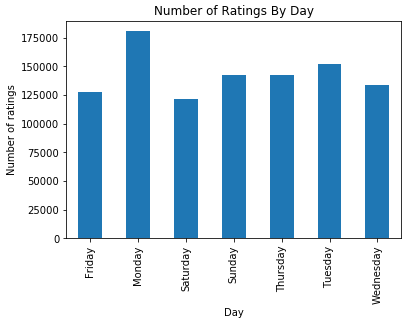 Number of Ratings By Day
Number of ratings
175000
150000
125000
100000
75000
50000
25000
0
Friday
Monday
Saturday
Sunday
Thursday
Tuesday
Wednesday
Day